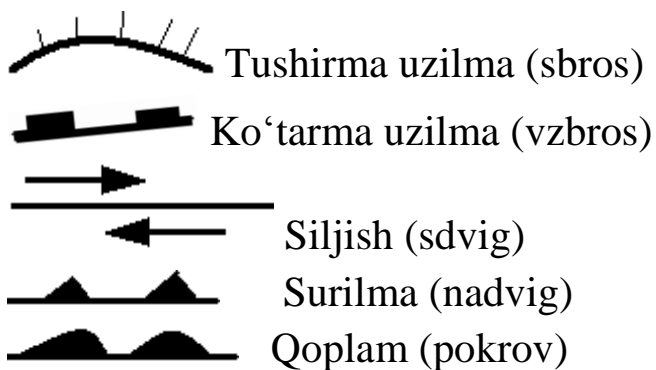 Tushirma uzilma (sbros)
Ko‘tarma uzilma (vzbros)
Siljish (sdvig)
Surilma (nadvig)
Qoplam (pokrov)